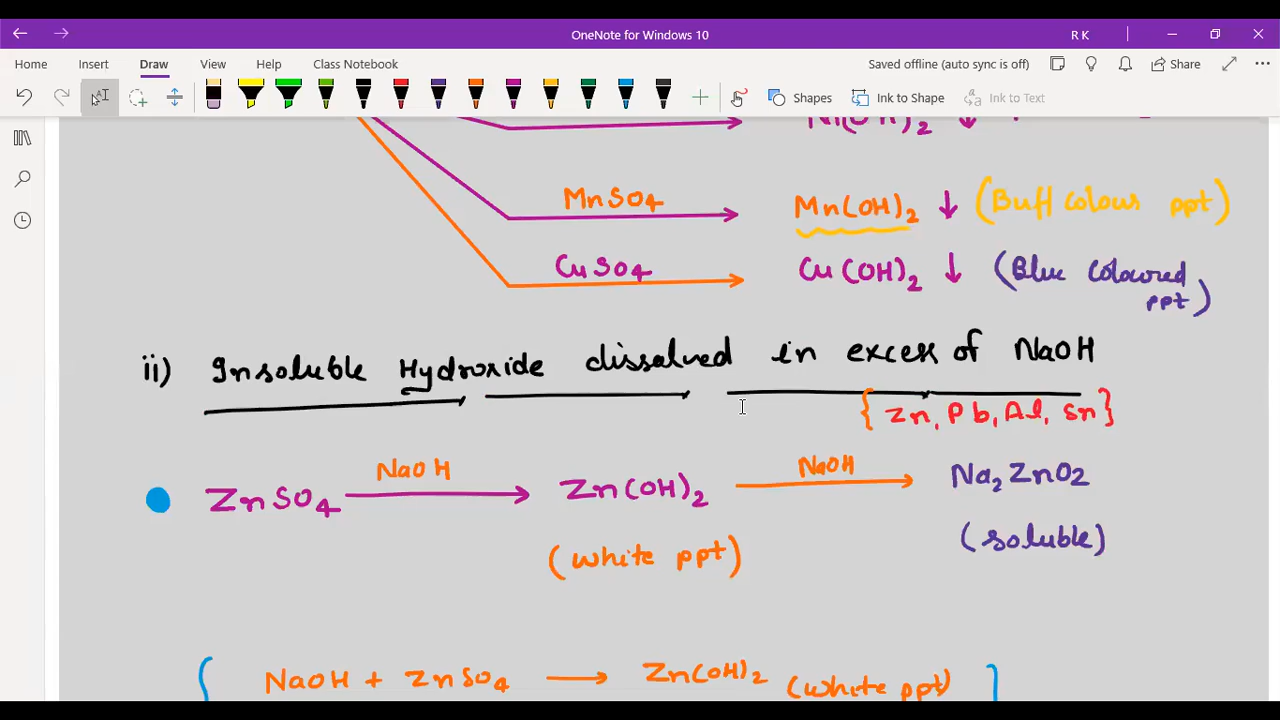 OneNote for Windows 10
R K
Home Insert Draw View Help Class Notebook
Saved offline (auto sync is off)
Share
Shapes
Ink to Shape
Ink to Text
Ni(OH)2 ↓
MnSO4 Mn(OH)2 ↓ (Buff colour ppt)
CuSO4 Cu(OH)2 ↓ (Blue coloured
ppt)
ii) Insoluble Hydroxide dissolved in excess of NaOH
{Zn, Pb, Al, Sn}
NaOH NaOH
ZnSO4 → Zn(OH)2 → Na2ZnO2
(white ppt) (soluble)
NaOH + ZnSO4 → Zn(OH)2 (white ppt)